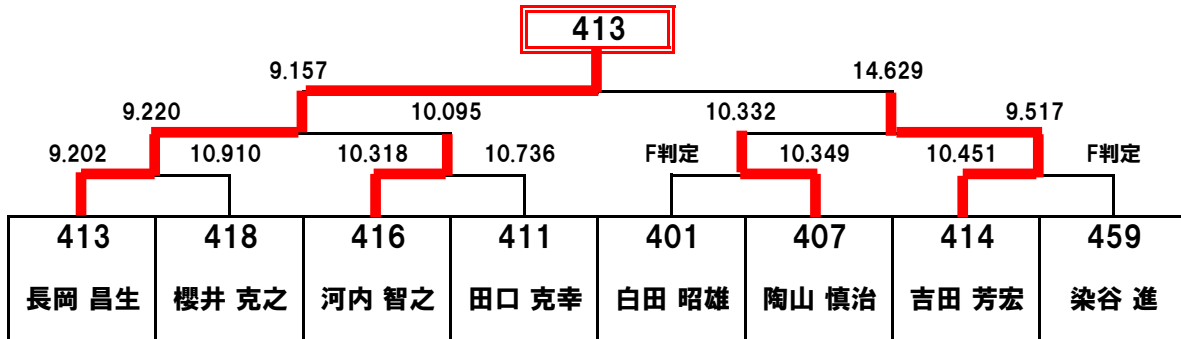 413
9.157 14.629
9.220 10.095 10.332 9.517
9.202 10.910 10.318 10.736 F判定 10.349 10.451 F判定
413 418 416 411 401 407 414 459
長岡 昌生 櫻井 克之 河内 智之 田口 克幸 白田 昭雄 陶山 慎治 吉田 芳宏 染谷 進